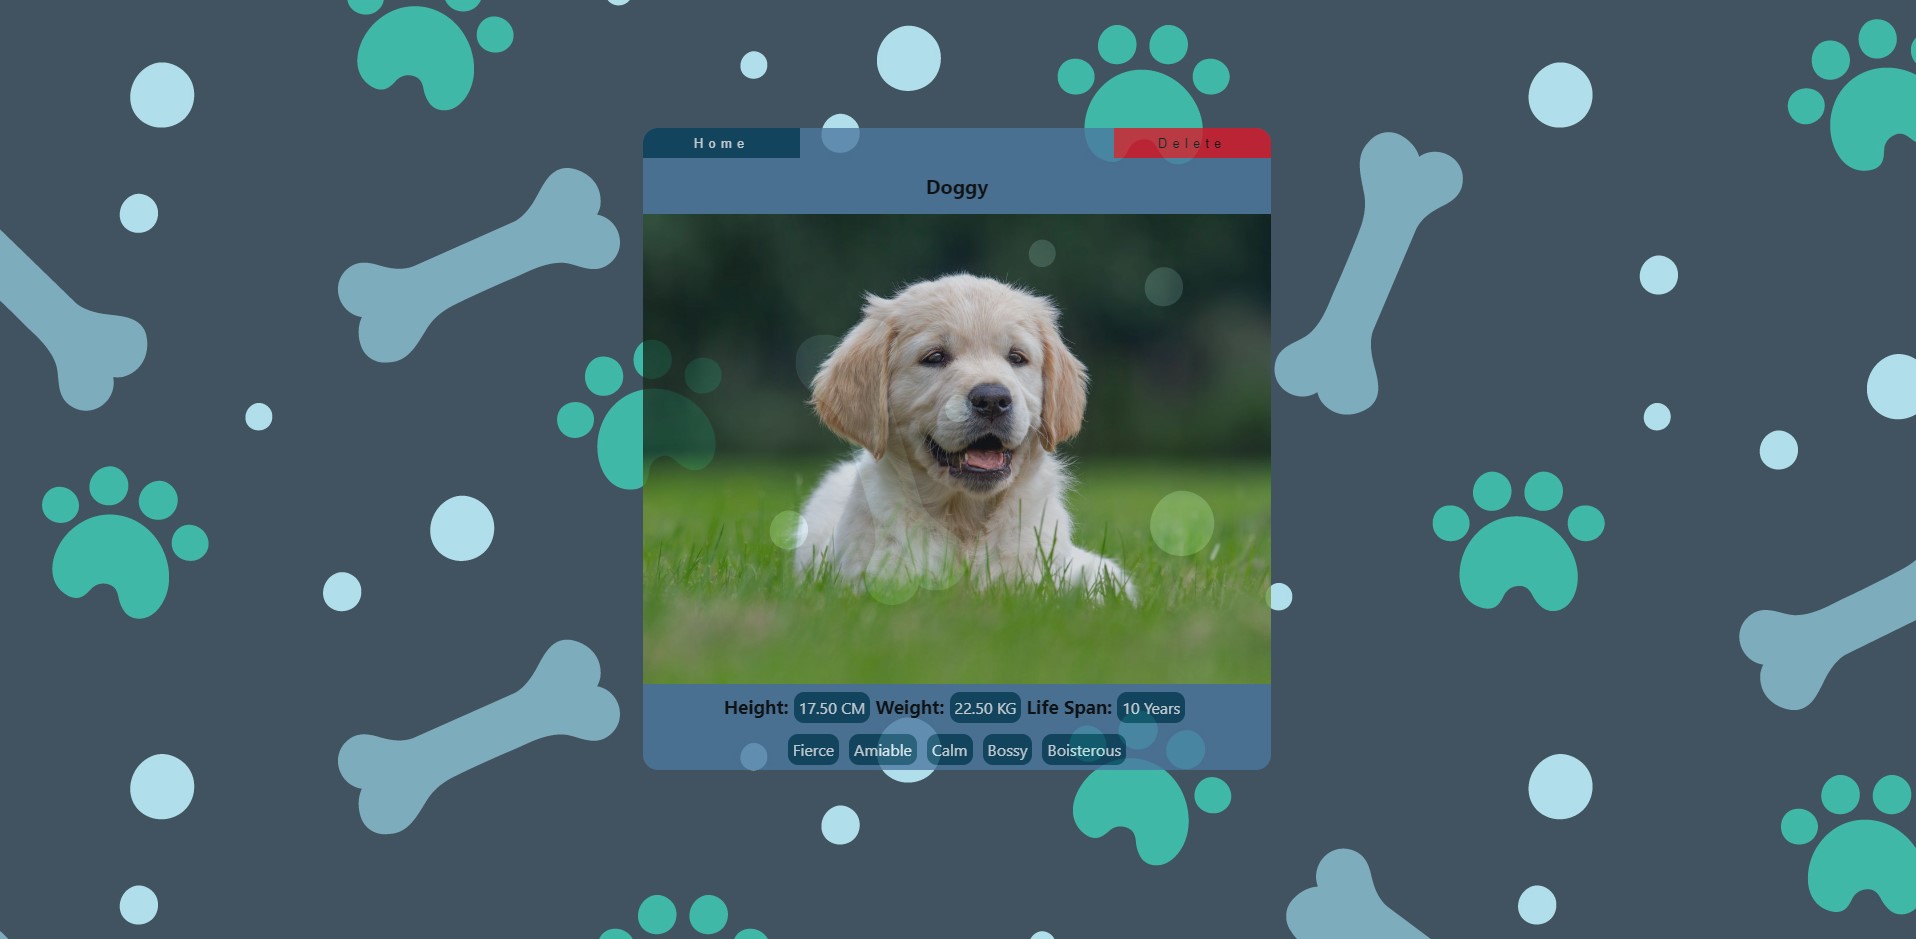 Home Delete
Doggy
Height: 17.50 CM Weight: 22.50 KG Life Span: 10 Years
Fierce Amiable Calm Bossy Boisterous